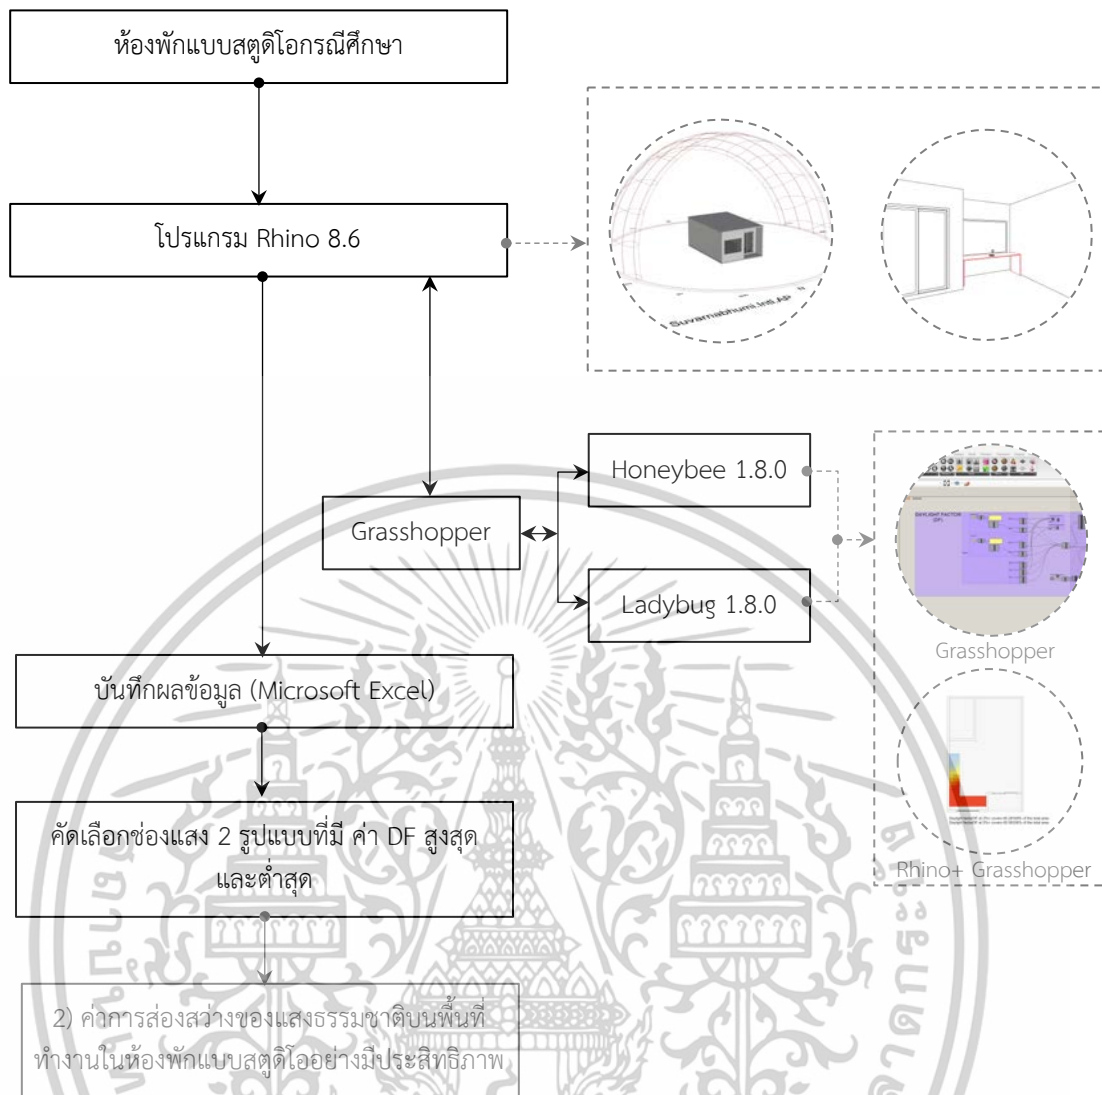 ห้องพักแบบสตูดิโอกรณีศึกษา
โปรแกรม Rhino 8.6
Suvarnabhumi.Intl.AP
Honeybee 1.8.0
Grasshopper
Ladybug 1.8.0
DAYLIGHT FACTOR
(DF)
Grasshopper
บันทึกผลข้อมูล (Microsoft Excel)
คัดเลือกช่องแสง 2 รูปแบบที่มี ค่า DF สูงสุด
และต่ำสุด
Rhino+ Grasshopper
2) ค่าการส่องสว่างของแสงธรรมชาติบนพื้นที่
ทำงานในห้องพักแบบสตูดิโออย่างมีประสิทธิภาพ